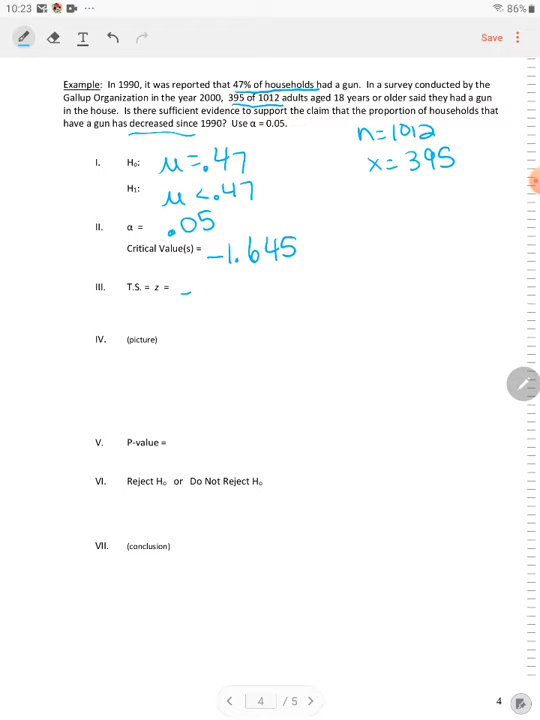 10:23 86%
T Save
Example: In 1990, it was reported that 47% of households had a gun. In a survey conducted by the
Gallup Organization in the year 2000, 395 of 1012 adults aged 18 years or older said they had a gun
in the house. Is there sufficient evidence to support the claim that the proportion of households that
have a gun has decreased since 1990? Use α = 0.05.
n=1012
x=395
I. H₀: μ=.47
H₁: μ<.47
II. α = .05
Critical Value(s) = -1.645
III. T.S. = z = -
IV. (picture)
V. P-value =
VI. Reject H₀ or Do Not Reject H₀
VII. (conclusion)
4 / 5
4